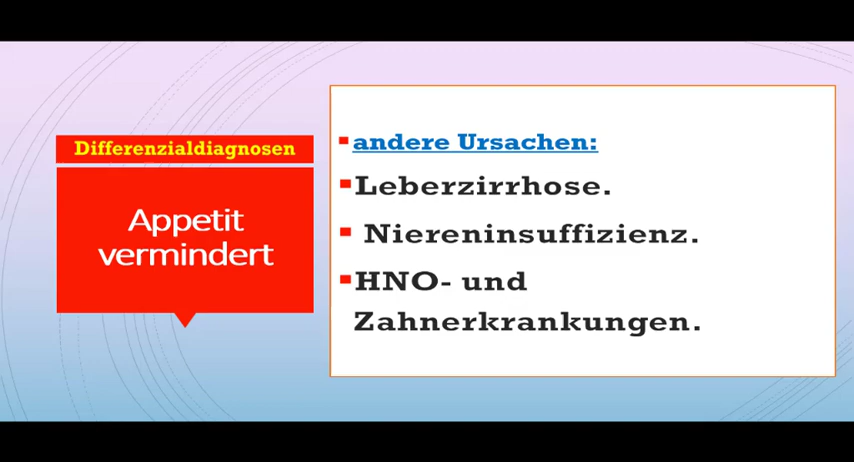 Differenzialdiagnosen
Appetit
vermindert
andere Ursachen:
Leberzirrhose.
Niereninsuffizienz.
HNO- und
Zahnerkrankungen.